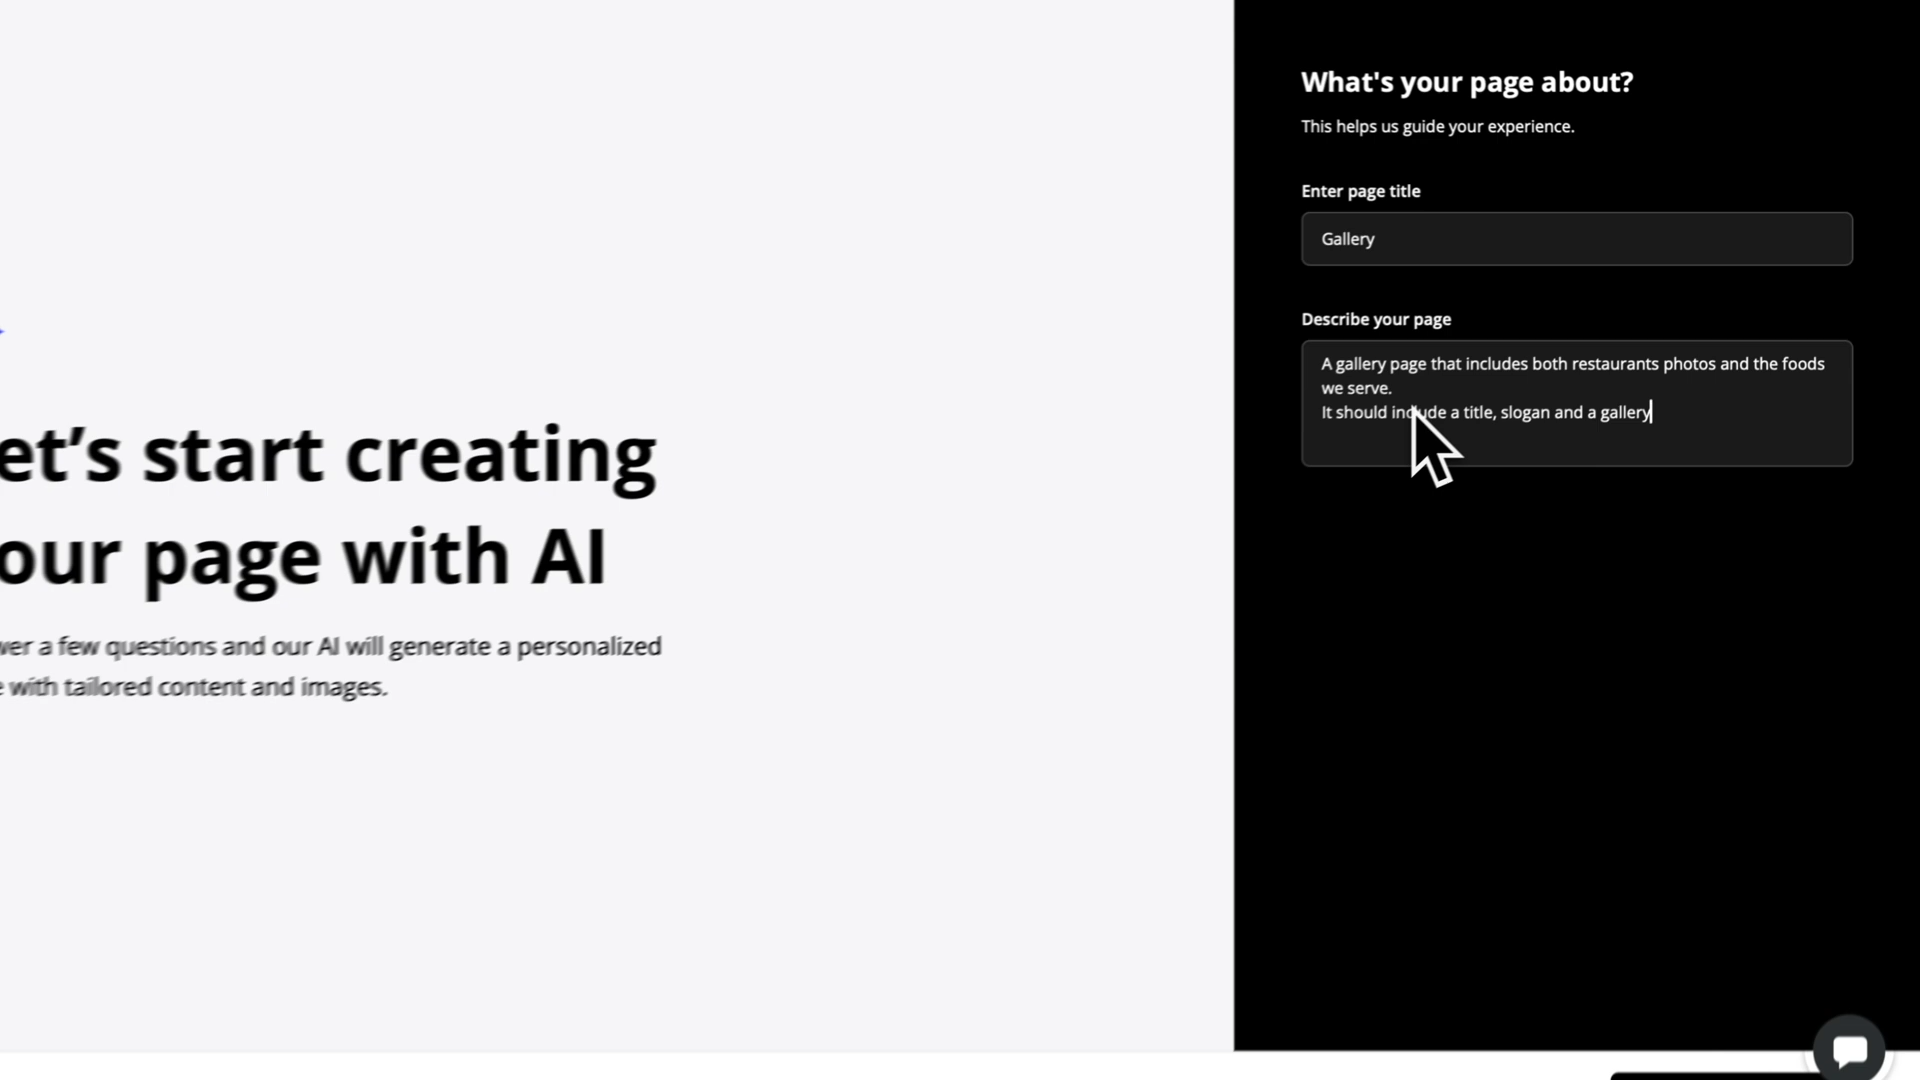 What's your page about?
This helps us guide your experience.
Enter page title
Gallery
Describe your page
A gallery page that includes both restaurants photos and the foods
we serve.
It should include a title, slogan and a gallery
et’s start creating
our page with AI
wer a few questions and our AI will generate a personalized
with tailored content and images.